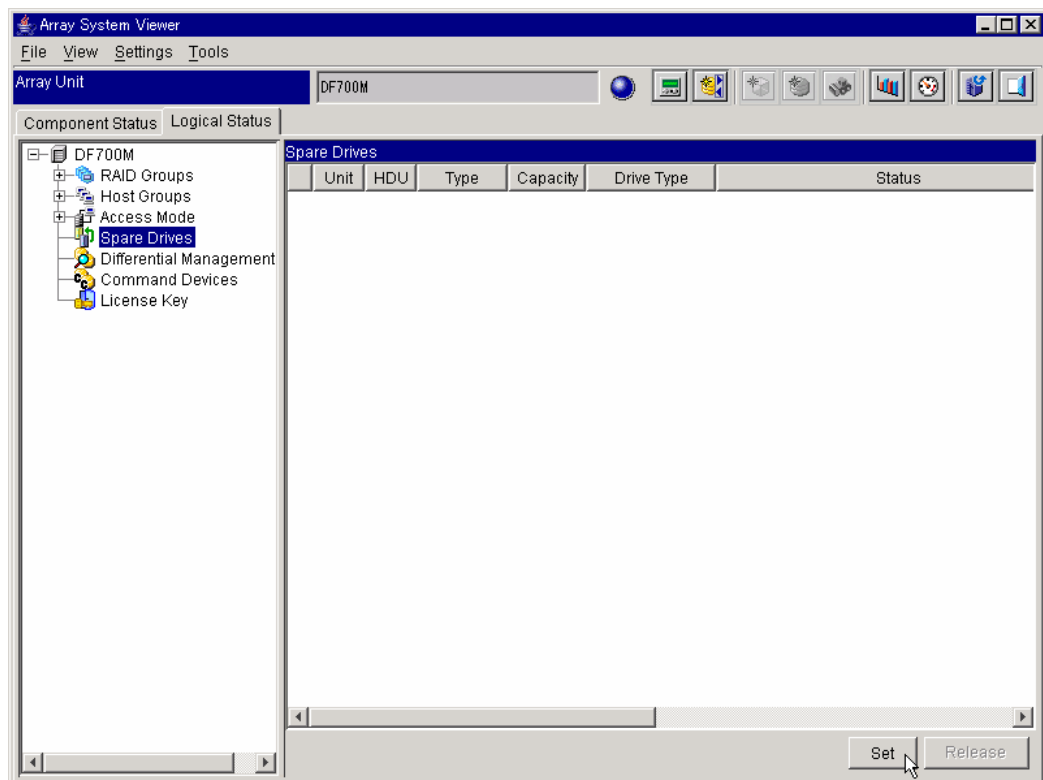 Array System Viewer
File View Settings Tools
Array Unit
DF700M
Component Status Logical Status
DF700M
RAID Groups
Host Groups
Access Mode
Spare Drives
Differential Management
Command Devices
License Key
Spare Drives
Unit HDU Type Capacity Drive Type Status
Set Release